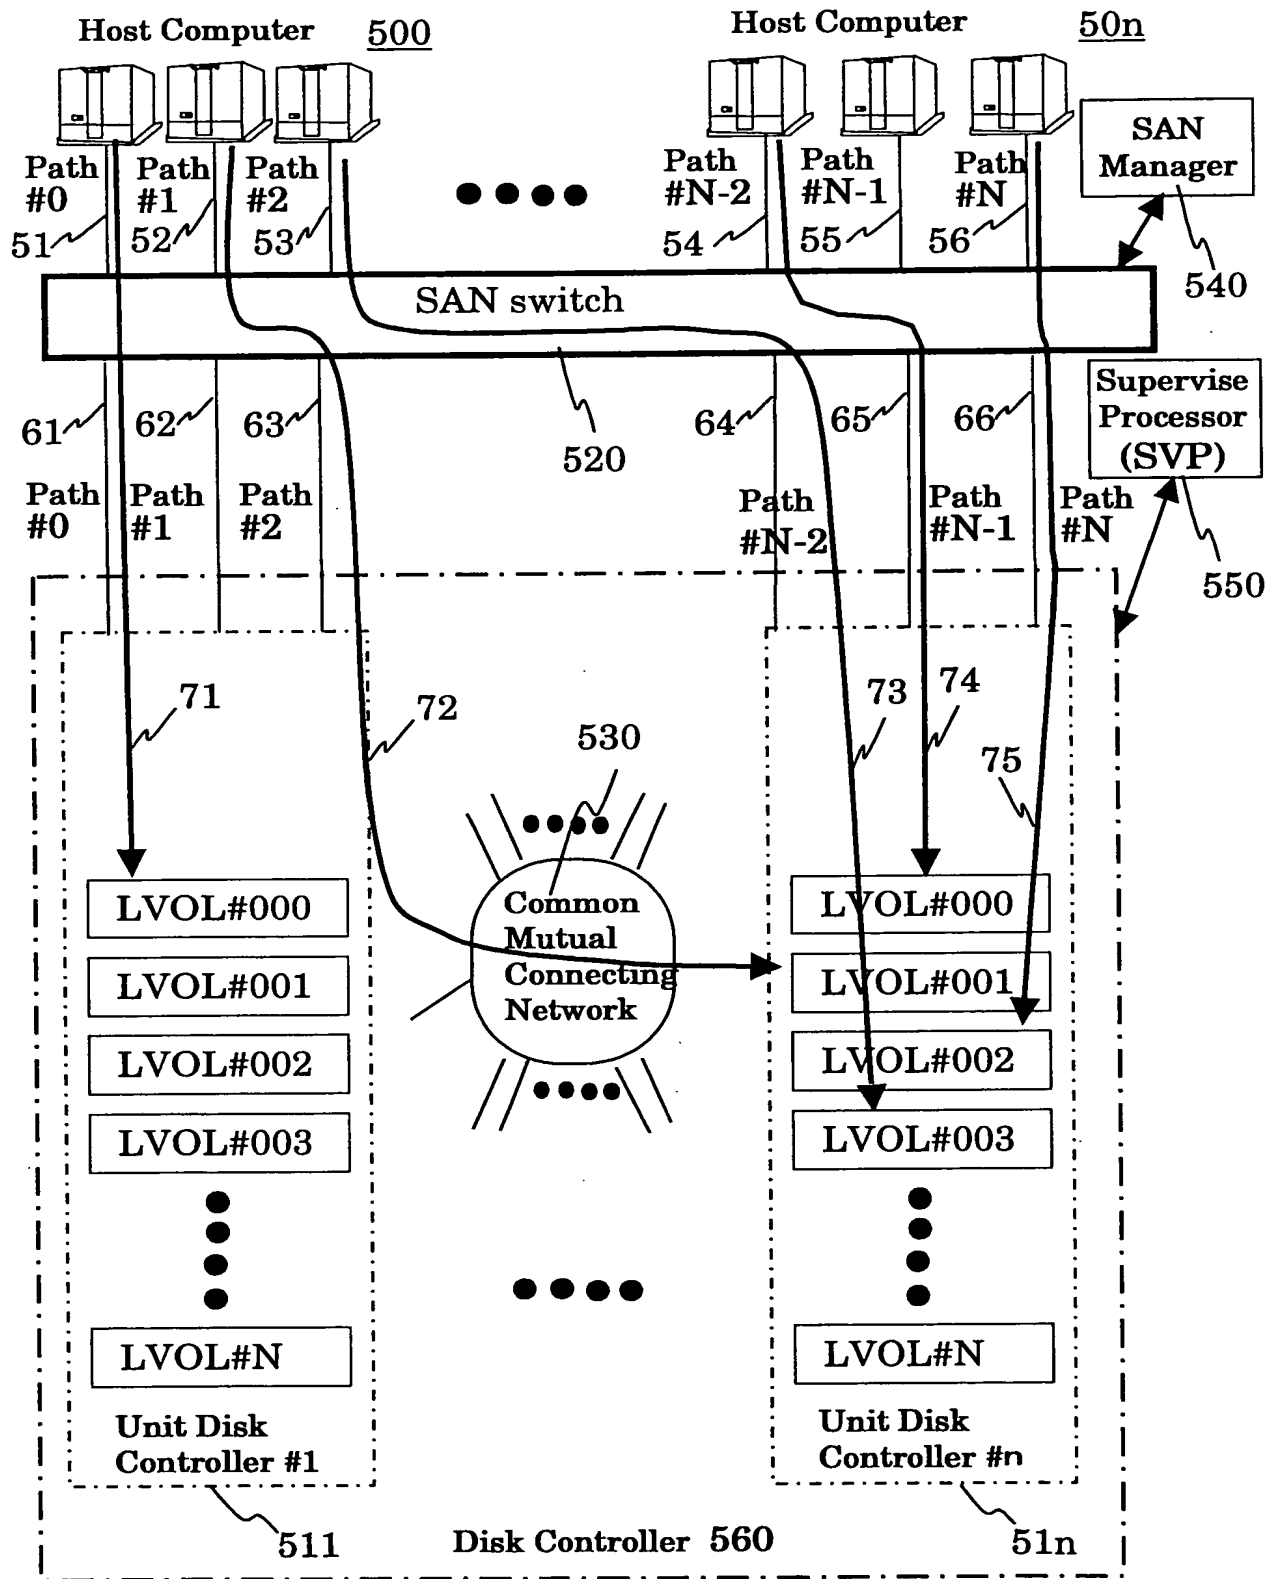 Host Computer 500
Host Computer 50n
SAN
Manager
540
Path
#0
Path
#1
Path
#2
Path
#N-2
Path
#N-1
Path
#N
51
52
53
54
55
56
SAN switch
520
Supervise
Processor
(SVP)
550
61
62
63
64
65
66
Path
#0
Path
#1
Path
#2
Path
#N-2
Path
#N-1
Path
#N
71
72
530
73
74
75
Common
Mutual
Connecting
Network
LVOL#000
LVOL#001
LVOL#002
LVOL#003
LVOL#N
Unit Disk
Controller #1
511
LVOL#000
LVOL#001
LVOL#002
LVOL#003
LVOL#N
Unit Disk
Controller #n
51n
Disk Controller 560